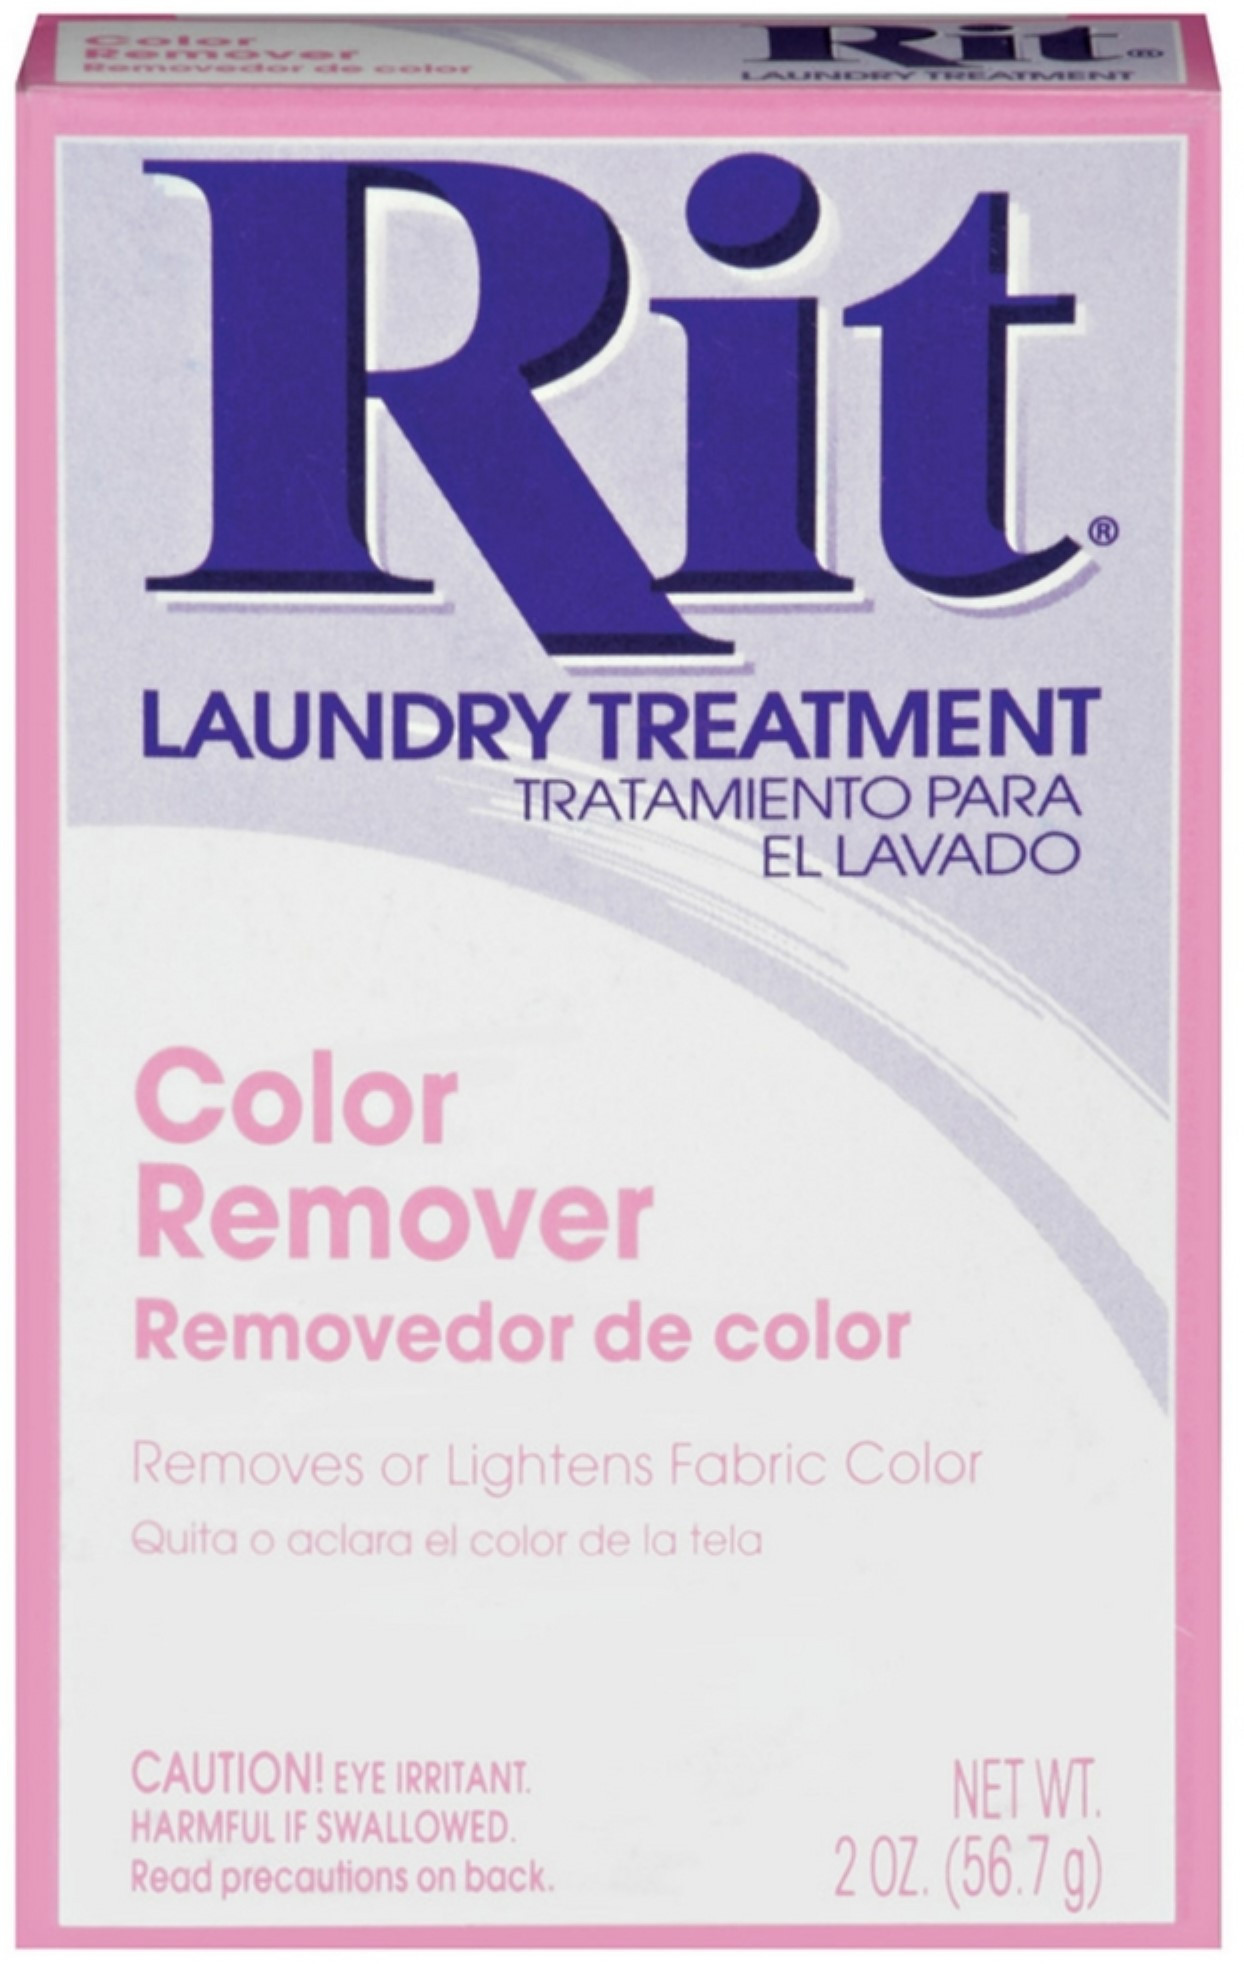 Color
Remover
Removedor de color
Rit®
LAUNDRY TREATMENT
Rit®
LAUNDRY TREATMENT
TRATAMIENTO PARA
EL LAVADO
Color
Remover
Removedor de color
Removes or Lightens Fabric Color
Quita o aclara el color de la tela
CAUTION! EYE IRRITANT.
HARMFUL IF SWALLOWED.
Read precautions on back.
NET WT.
2 OZ. (56.7 g)